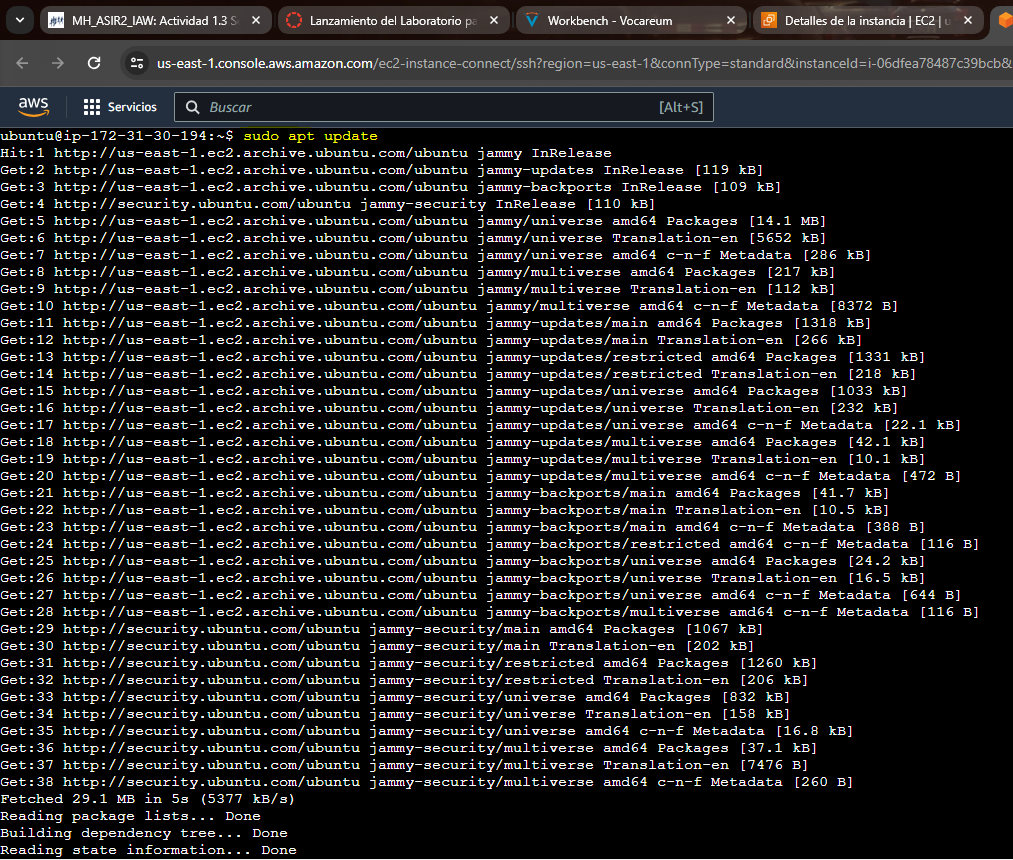 MH_ASIR2_IAW: Actividad 1.3 S
Lanzamiento del Laboratorio pa
Workbench - Vocareum
Detalles de la instancia | EC2 | u
us-east-1.console.aws.amazon.com/ec2-instance-connect/ssh?region=us-east-1&connType=standard&instanceId=i-06dfea78487c39bcb&
aws
Servicios
Buscar
[Alt+S]
ubuntu@ip-172-31-30-194:~$ sudo apt update
Hit:1 http://us-east-1.ec2.archive.ubuntu.com/ubuntu jammy InRelease
Get:2 http://us-east-1.ec2.archive.ubuntu.com/ubuntu jammy-updates InRelease [119 kB]
Get:3 http://us-east-1.ec2.archive.ubuntu.com/ubuntu jammy-backports InRelease [109 kB]
Get:4 http://security.ubuntu.com/ubuntu jammy-security InRelease [110 kB]
Get:5 http://us-east-1.ec2.archive.ubuntu.com/ubuntu jammy/universe amd64 Packages [14.1 MB]
Get:6 http://us-east-1.ec2.archive.ubuntu.com/ubuntu jammy/universe Translation-en [5652 kB]
Get:7 http://us-east-1.ec2.archive.ubuntu.com/ubuntu jammy/universe amd64 c-n-f Metadata [286 kB]
Get:8 http://us-east-1.ec2.archive.ubuntu.com/ubuntu jammy/multiverse amd64 Packages [217 kB]
Get:9 http://us-east-1.ec2.archive.ubuntu.com/ubuntu jammy/multiverse Translation-en [112 kB]
Get:10 http://us-east-1.ec2.archive.ubuntu.com/ubuntu jammy/multiverse amd64 c-n-f Metadata [8372 B]
Get:11 http://us-east-1.ec2.archive.ubuntu.com/ubuntu jammy-updates/main amd64 Packages [1318 kB]
Get:12 http://us-east-1.ec2.archive.ubuntu.com/ubuntu jammy-updates/main Translation-en [266 kB]
Get:13 http://us-east-1.ec2.archive.ubuntu.com/ubuntu jammy-updates/restricted amd64 Packages [1331 kB]
Get:14 http://us-east-1.ec2.archive.ubuntu.com/ubuntu jammy-updates/restricted Translation-en [218 kB]
Get:15 http://us-east-1.ec2.archive.ubuntu.com/ubuntu jammy-updates/universe amd64 Packages [1033 kB]
Get:16 http://us-east-1.ec2.archive.ubuntu.com/ubuntu jammy-updates/universe Translation-en [232 kB]
Get:17 http://us-east-1.ec2.archive.ubuntu.com/ubuntu jammy-updates/universe amd64 c-n-f Metadata [22.1 kB]
Get:18 http://us-east-1.ec2.archive.ubuntu.com/ubuntu jammy-updates/multiverse amd64 Packages [42.1 kB]
Get:19 http://us-east-1.ec2.archive.ubuntu.com/ubuntu jammy-updates/multiverse Translation-en [10.1 kB]
Get:20 http://us-east-1.ec2.archive.ubuntu.com/ubuntu jammy-updates/multiverse amd64 c-n-f Metadata [472 B]
Get:21 http://us-east-1.ec2.archive.ubuntu.com/ubuntu jammy-backports/main amd64 Packages [41.7 kB]
Get:22 http://us-east-1.ec2.archive.ubuntu.com/ubuntu jammy-backports/main Translation-en [10.5 kB]
Get:23 http://us-east-1.ec2.archive.ubuntu.com/ubuntu jammy-backports/main amd64 c-n-f Metadata [388 B]
Get:24 http://us-east-1.ec2.archive.ubuntu.com/ubuntu jammy-backports/restricted amd64 c-n-f Metadata [116 B]
Get:25 http://us-east-1.ec2.archive.ubuntu.com/ubuntu jammy-backports/universe amd64 Packages [24.2 kB]
Get:26 http://us-east-1.ec2.archive.ubuntu.com/ubuntu jammy-backports/universe Translation-en [16.5 kB]
Get:27 http://us-east-1.ec2.archive.ubuntu.com/ubuntu jammy-backports/universe amd64 c-n-f Metadata [644 B]
Get:28 http://us-east-1.ec2.archive.ubuntu.com/ubuntu jammy-backports/multiverse amd64 c-n-f Metadata [116 B]
Get:29 http://security.ubuntu.com/ubuntu jammy-security/main amd64 Packages [1067 kB]
Get:30 http://security.ubuntu.com/ubuntu jammy-security/main Translation-en [202 kB]
Get:31 http://security.ubuntu.com/ubuntu jammy-security/restricted amd64 Packages [1260 kB]
Get:32 http://security.ubuntu.com/ubuntu jammy-security/restricted Translation-en [206 kB]
Get:33 http://security.ubuntu.com/ubuntu jammy-security/universe amd64 Packages [832 kB]
Get:34 http://security.ubuntu.com/ubuntu jammy-security/universe Translation-en [158 kB]
Get:35 http://security.ubuntu.com/ubuntu jammy-security/universe amd64 c-n-f Metadata [16.8 kB]
Get:36 http://security.ubuntu.com/ubuntu jammy-security/multiverse amd64 Packages [37.1 kB]
Get:37 http://security.ubuntu.com/ubuntu jammy-security/multiverse Translation-en [7476 B]
Get:38 http://security.ubuntu.com/ubuntu jammy-security/multiverse amd64 c-n-f Metadata [260 B]
Fetched 29.1 MB in 5s (5377 kB/s)
Reading package lists... Done
Building dependency tree... Done
Reading state information... Done